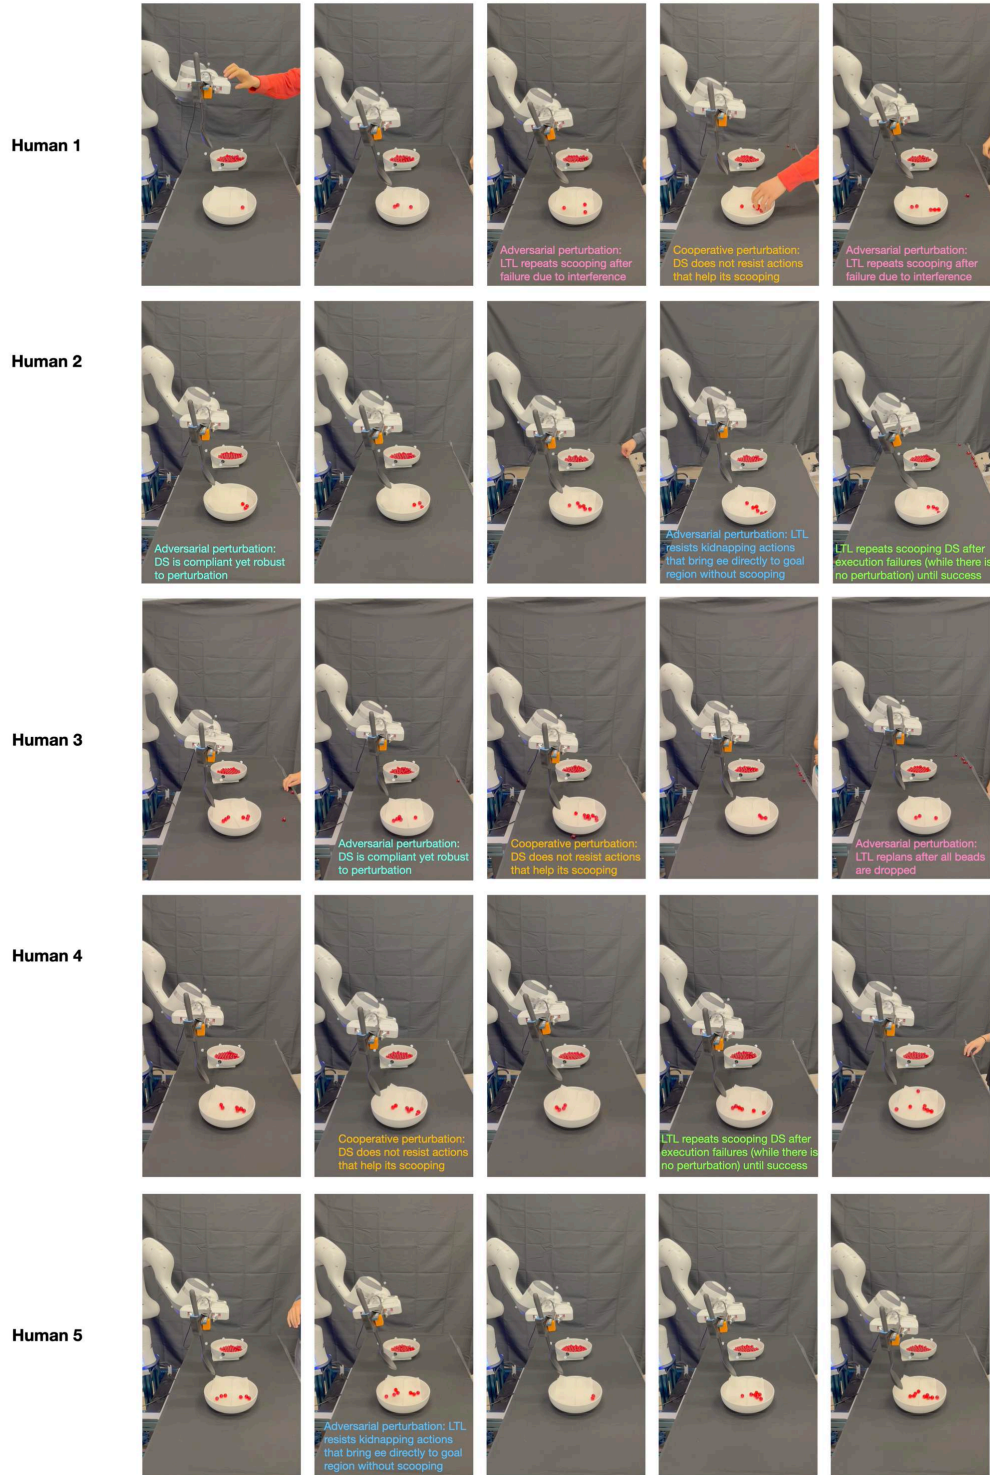 Human 1
Adversarial perturbation:
LTL repeats scooping after
failure due to interference
Cooperative perturbation:
DS does not resist actions
that help its scooping
Adversarial perturbation:
LTL repeats scooping after
failure due to interference
Human 2
Adversarial perturbation:
DS is compliant yet robust
to perturbation
Adversarial perturbation: LTL
resists kidnapping actions
that bring ee directly to goal
region without scooping
LTL repeats scooping DS after
execution failures (while there is
no perturbation) until success
Human 3
Adversarial perturbation:
DS is compliant yet robust
to perturbation
Cooperative perturbation:
DS does not resist actions
that help its scooping
Adversarial perturbation:
LTL replans after all beads
are dropped
Human 4
Cooperative perturbation:
DS does not resist actions
that help its scooping
LTL repeats scooping DS after
execution failures (while there is
no perturbation) until success
Human 5
Adversarial perturbation: LTL
resists kidnapping actions
that bring ee directly to goal
region without scooping